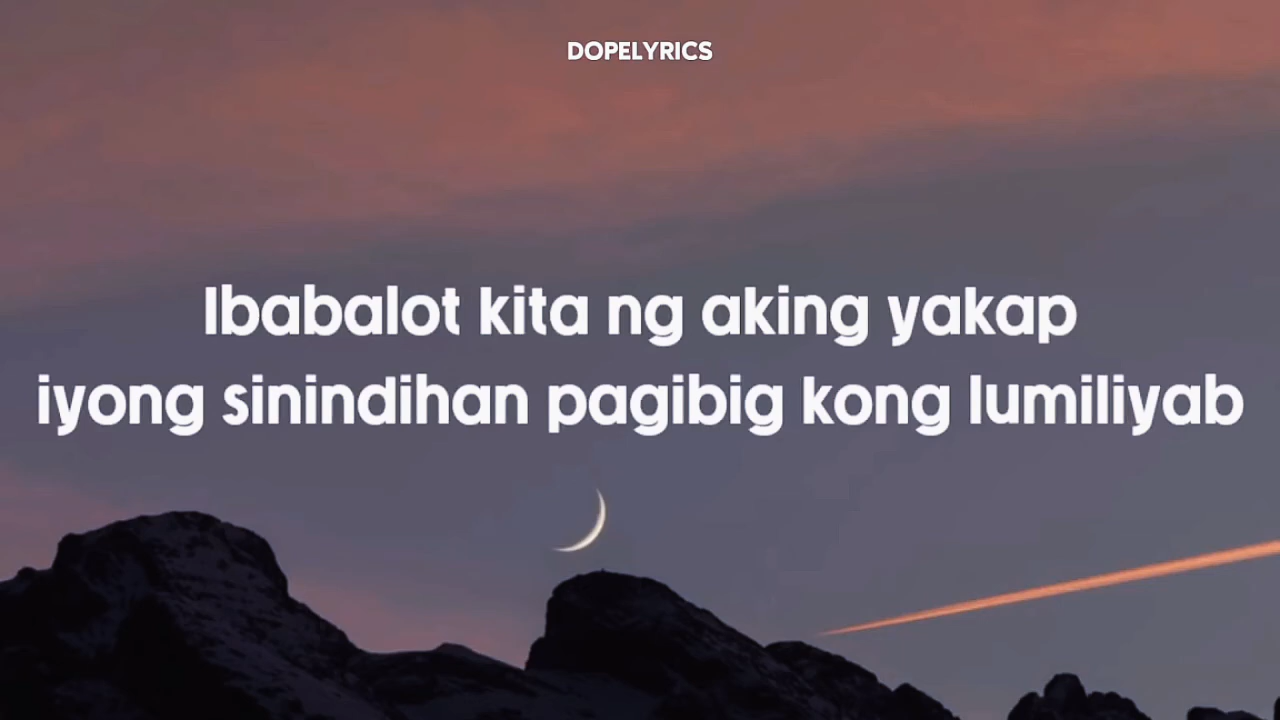 DOPELYRICS
Ibabalot kita ng aking yakap
iyong sinindihan pagibig kong lumiliyab